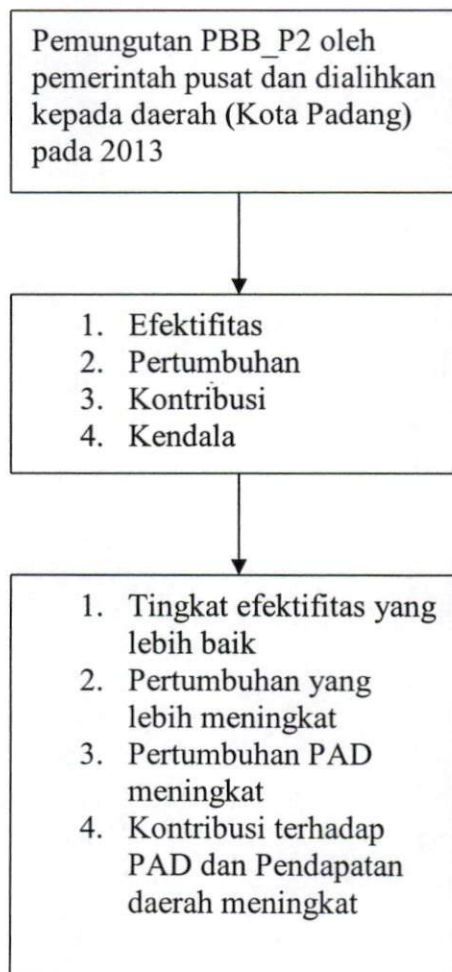 Pemungutan PBB_P2 oleh
pemerintah pusat dan dialihkan
kepada daerah (Kota Padang)
pada 2013
1. Efektifitas
2. Pertumbuhan
3. Kontribusi
4. Kendala
1. Tingkat efektifitas yang
lebih baik
2. Pertumbuhan yang
lebih meningkat
3. Pertumbuhan PAD
meningkat
4. Kontribusi terhadap
PAD dan Pendapatan
daerah meningkat